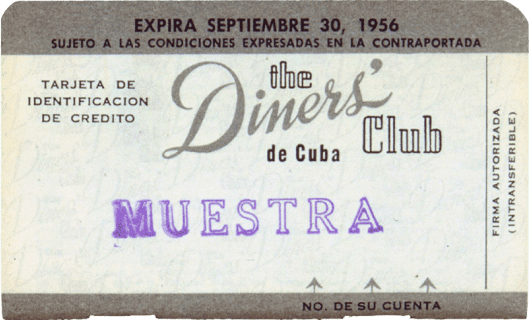 EXPIRA SEPTIEMBRE 30, 1956
SUJETO A LAS CONDICIONES EXPRESADAS EN LA CONTRAPORTADA
TARJETA DE
IDENTIFICACION
DE CREDITO
the
Diners'
Club
de Cuba
MUESTRA
FIRMA AUTORIZADA
(INTRANSFERIBLE)
NO. DE SU CUENTA